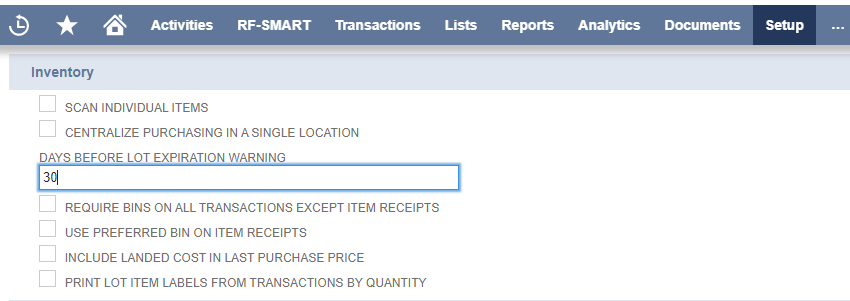 Activities RF-SMART Transactions Lists Reports Analytics Documents Setup ...
Inventory
SCAN INDIVIDUAL ITEMS
CENTRALIZE PURCHASING IN A SINGLE LOCATION
DAYS BEFORE LOT EXPIRATION WARNING
30
REQUIRE BINS ON ALL TRANSACTIONS EXCEPT ITEM RECEIPTS
USE PREFERRED BIN ON ITEM RECEIPTS
INCLUDE LANDED COST IN LAST PURCHASE PRICE
PRINT LOT ITEM LABELS FROM TRANSACTIONS BY QUANTITY